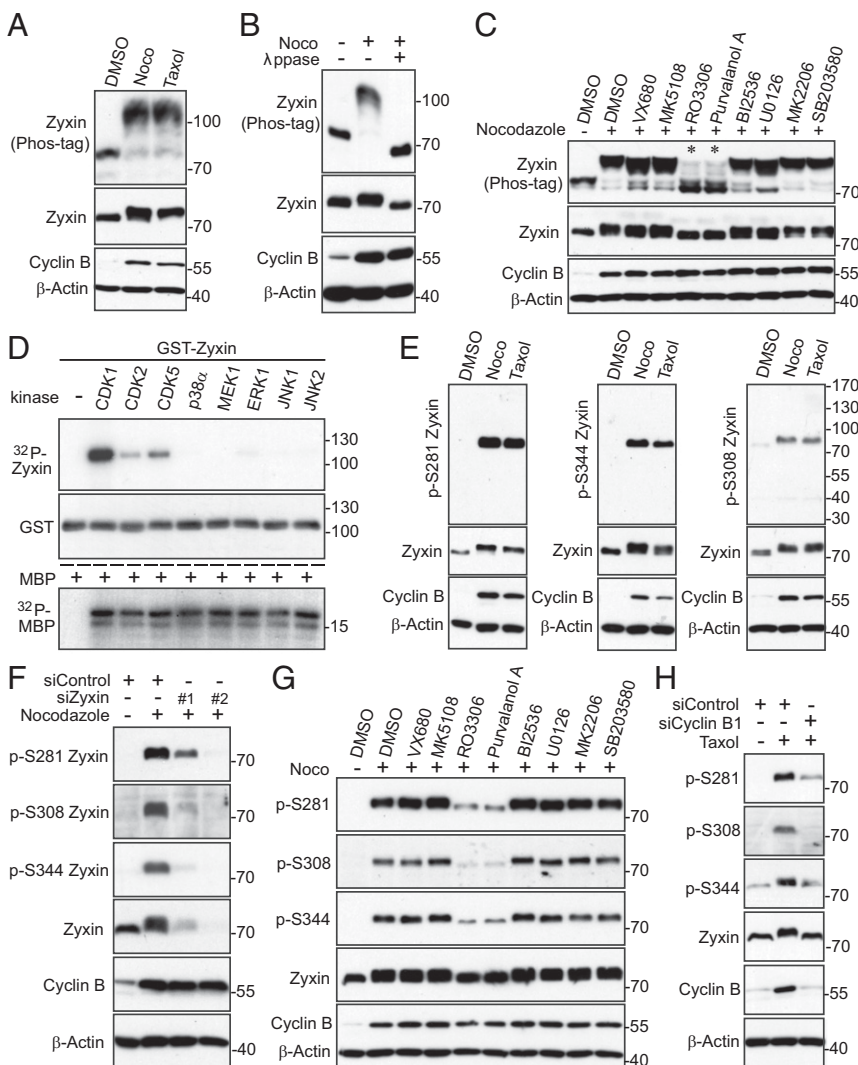 A
DMSO
Noco
Taxol
Zyxin
(Phos-tag)
-100
-70
Zyxin
-70
Cyclin B
-55
β-Actin
-40
B
Noco - + +
λ ppase - - +
Zyxin
(Phos-tag)
-100
-70
Zyxin
-70
Cyclin B
-55
β-Actin
-40
C
DMSO
DMSO
VX680
MK5108
RO3306
Purvalanol A
BI2536
U0126
MK2206
SB203580
Nocodazole - + + + + + + + + +
* *
Zyxin
(Phos-tag)
-70
Zyxin
-70
Cyclin B
-55
β-Actin
-40
D
GST-Zyxin
kinase - CDK1 CDK2 CDK5 p38α MEK1 ERK1 JNK1 JNK2
32P-
Zyxin
130
100
GST
130
100
MBP + + + + + + + + +
32P-
MBP
15
E
DMSO
Noco
Taxol
p-S281 Zyxin
Zyxin
Cyclin B
β-Actin
DMSO
Noco
Taxol
p-S344 Zyxin
Zyxin
Cyclin B
β-Actin
DMSO
Noco
Taxol
p-S308 Zyxin
-170
-130
-100
-70
-55
-40
-30
Zyxin
-70
Cyclin B
-55
β-Actin
-40
F
siControl + + - -
siZyxin - - #1 #2
Nocodazole - + + +
p-S281 Zyxin
-70
p-S308 Zyxin
-70
p-S344 Zyxin
-70
Zyxin
-70
Cyclin B
-55
β-Actin
-40
G
DMSO
DMSO
VX680
MK5108
RO3306
Purvalanol A
BI2536
U0126
MK2206
SB203580
Noco - + + + + + + + + +
p-S281
-70
p-S308
-70
p-S344
-70
Zyxin
-70
Cyclin B
-55
β-Actin
-40
H
siControl + + -
siCyclin B1 - - +
Taxol - + +
p-S281
-70
p-S308
-70
p-S344
-70
Zyxin
-70
Cyclin B
-55
β-Actin
-40